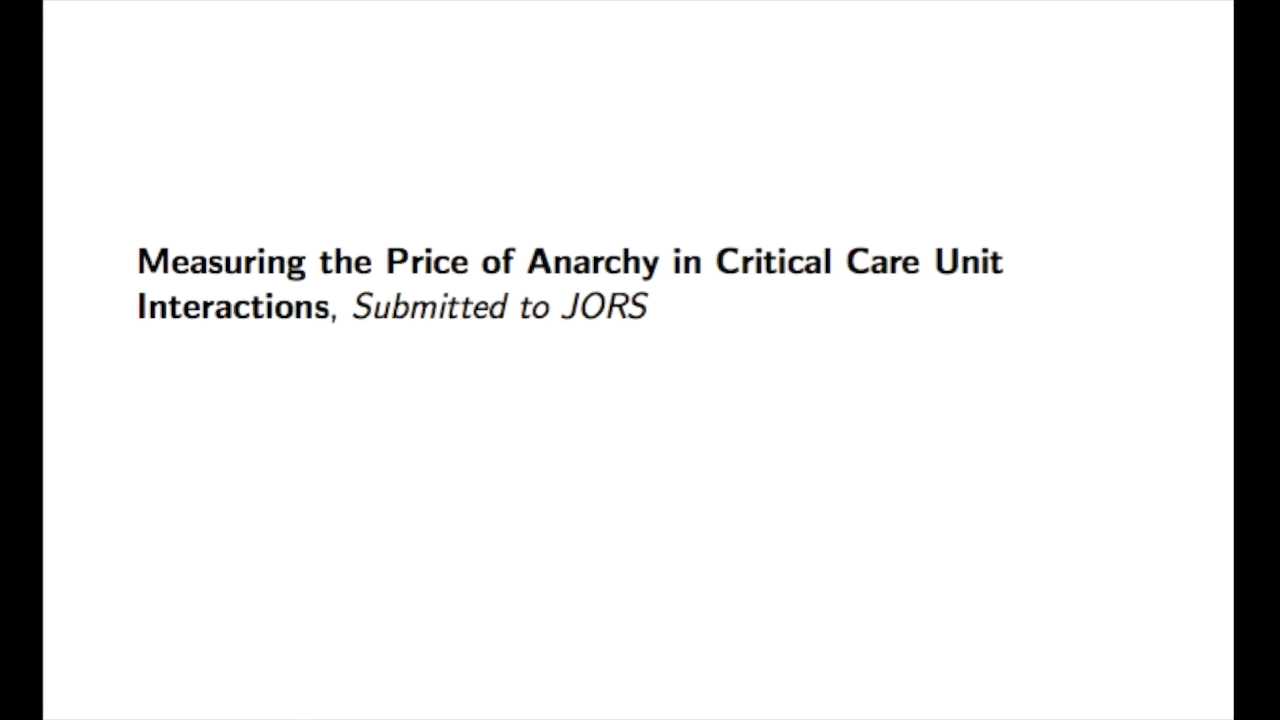 Measuring the Price of Anarchy in Critical Care Unit
Interactions, Submitted to JORS